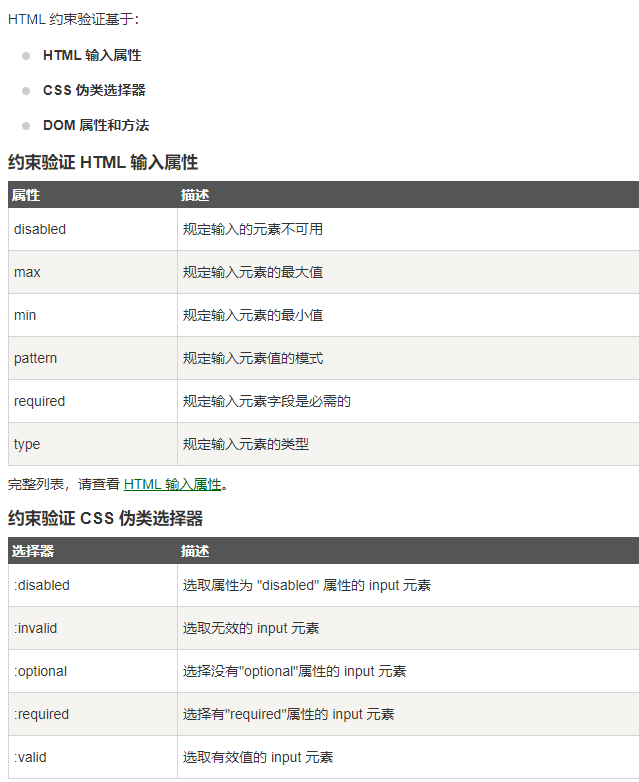 HTML 约束验证基于：
HTML 输入属性
CSS 伪类选择器
DOM 属性和方法
约束验证 HTML 输入属性
属性 描述
disabled 规定输入的元素不可用
max 规定输入元素的最大值
min 规定输入元素的最小值
pattern 规定输入元素值的模式
required 规定输入元素字段是必需的
type 规定输入元素的类型
完整列表，请查看 HTML 输入属性。
约束验证 CSS 伪类选择器
选择器 描述
:disabled 选取属性为 "disabled" 属性的 input 元素
:invalid 选取无效的 input 元素
:optional 选择没有"optional"属性的 input 元素
:required 选择有"required"属性的 input 元素
:valid 选取有效值的 input 元素